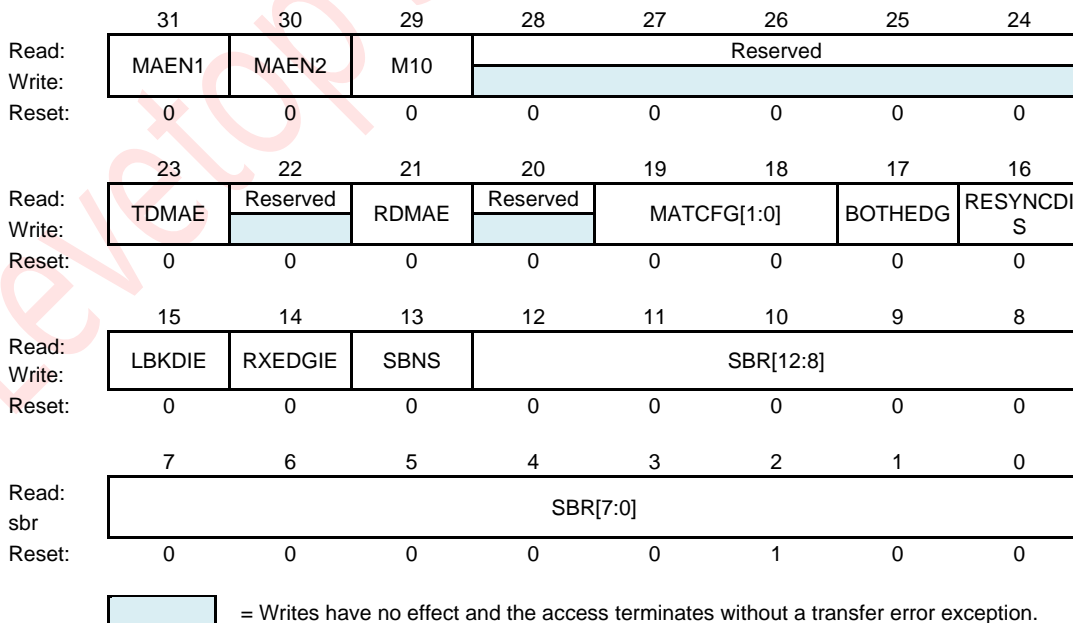 31 30 29 28 27 26 25 24
Read: MAEN1 MAEN2 M10 Reserved
Write:
Reset: 0 0 0 0 0 0 0 0
23 22 21 20 19 18 17 16
Read: TDMAE Reserved RDMAE Reserved MATCFG[1:0] BOTHEDG RESYNCDI
Write: S
Reset: 0 0 0 0 0 0 0 0
15 14 13 12 11 10 9 8
Read: LBKDIE RXEDGIE SBNS SBR[12:8]
Write:
Reset: 0 0 0 0 0 0 0 0
7 6 5 4 3 2 1 0
Read: SBR[7:0]
sbr
Reset: 0 0 0 0 0 1 0 0
= Writes have no effect and the access terminates without a transfer error exception.
Levetop